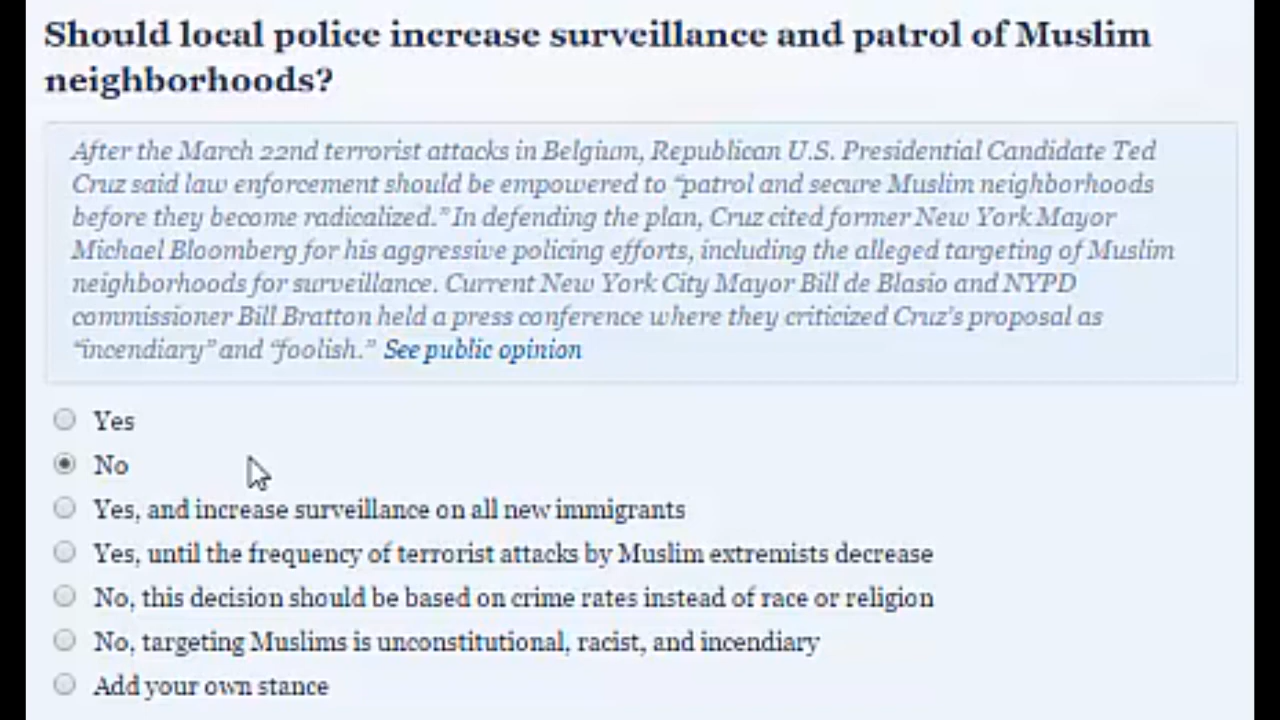 Should local police increase surveillance and patrol of Muslim
neighborhoods?
After the March 22nd terrorist attacks in Belgium, Republican U.S. Presidential Candidate Ted
Cruz said law enforcement should be empowered to “patrol and secure Muslim neighborhoods
before they become radicalized.” In defending the plan, Cruz cited former New York Mayor
Michael Bloomberg for his aggressive policing efforts, including the alleged targeting of Muslim
neighborhoods for surveillance. Current New York City Mayor Bill de Blasio and NYPD
commissioner Bill Bratton held a press conference where they criticized Cruz’s proposal as
“incendiary” and “foolish.” See public opinion
Yes
No
Yes, and increase surveillance on all new immigrants
Yes, until the frequency of terrorist attacks by Muslim extremists decrease
No, this decision should be based on crime rates instead of race or religion
No, targeting Muslims is unconstitutional, racist, and incendiary
Add your own stance